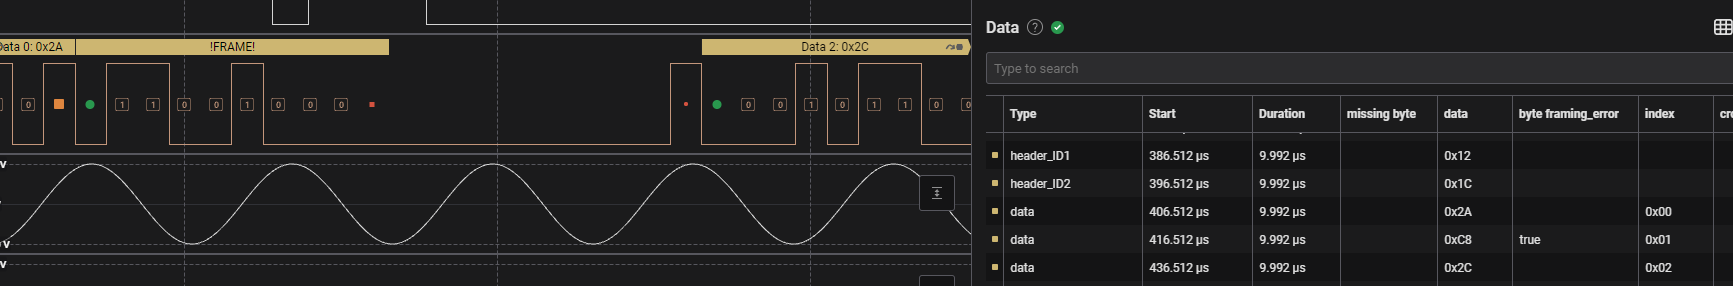 Data 0: 0x2A !FRAME! Data 2: 0x2C
0 1 1 0 0 1 0 0 0 0 0 1 0 1 1 0 0
v
v
v
Data ?
Type to search
Type Start Duration missing byte data byte framing_error index cro
header_ID1 386.512 µs 9.992 µs 0x12
header_ID2 396.512 µs 9.992 µs 0x1C
data 406.512 µs 9.992 µs 0x2A 0x00
data 416.512 µs 9.992 µs 0xC8 true 0x01
data 436.512 µs 9.992 µs 0x2C 0x02